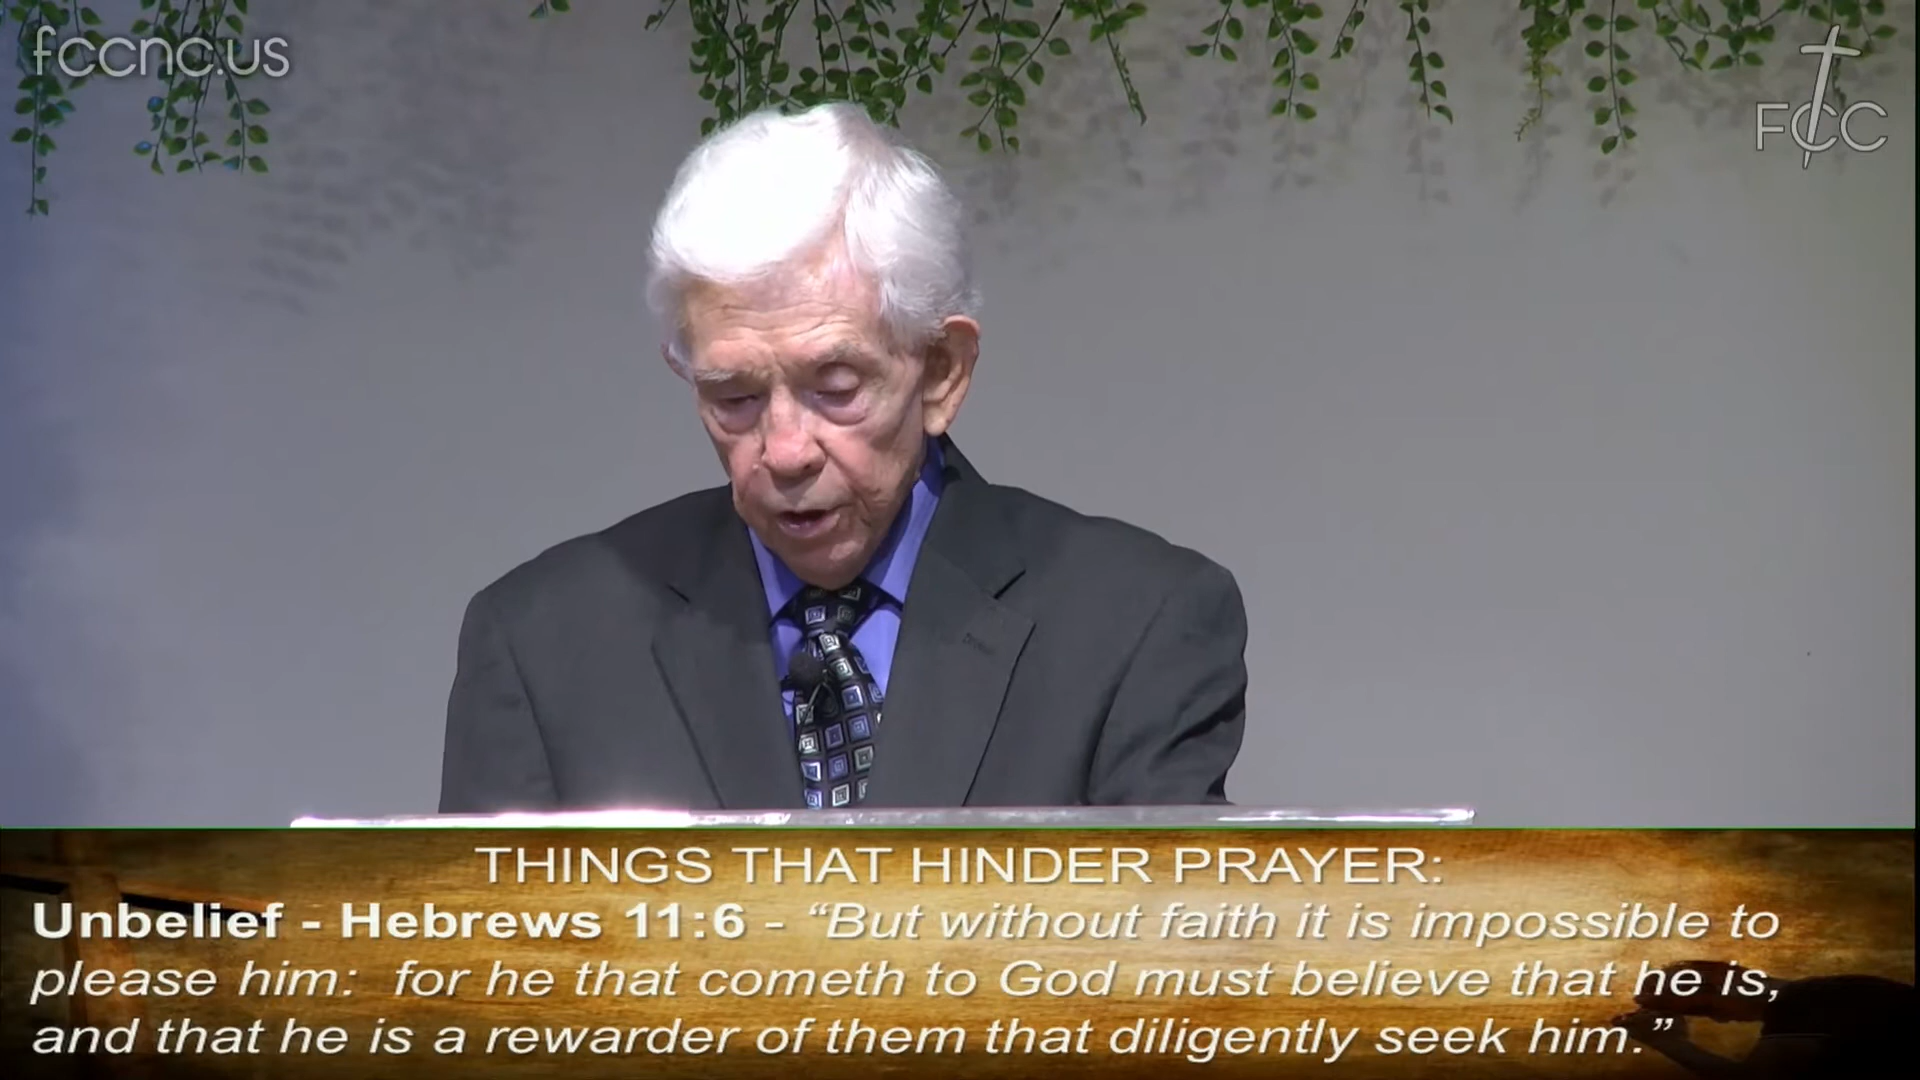 fccnc.us
FCC
THINGS THAT HINDER PRAYER:
Unbelief - Hebrews 11:6 - “But without faith it is impossible to
please him:  for he that cometh to God must believe that he is,
and that he is a rewarder of them that diligently seek him.”